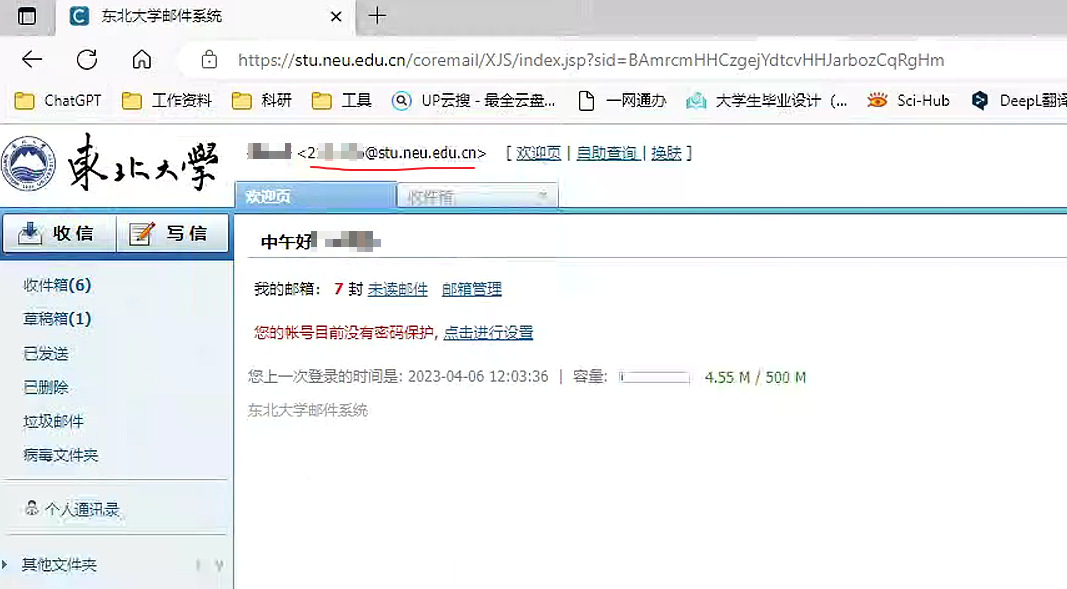 东北大学邮件系统
https://stu.neu.edu.cn/coremail/XJS/index.jsp?sid=BAmrcmHHCzgejYdtcvHHJarbozCqRgHm
ChatGPT 工作资料 科研 工具 UP云搜 - 最全云盘... 一网通办 大学生毕业设计（... Sci-Hub DeepL翻译
東北大学 <2 @stu.neu.edu.cn> [ 欢迎页 | 自助查询 | 换肤 ]
欢迎页 收件箱
收信 写信
中午好
收件箱(6)
我的邮箱: 7 封 未读邮件 邮箱管理
草稿箱(1)
您的帐号目前没有密码保护, 点击进行设置
已发送
您上一次登录的时间是: 2023-04-06 12:03:36 | 容量: 4.55 M / 500 M
已删除
东北大学邮件系统
垃圾邮件
病毒文件夹
个人通讯录
其他文件夹